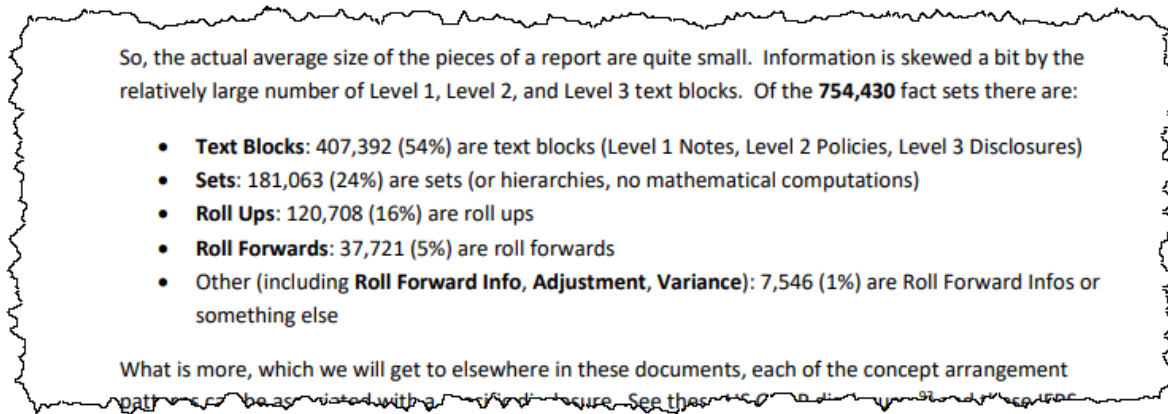 So, the actual average size of the pieces of a report are quite small. Information is skewed a bit by the
relatively large number of Level 1, Level 2, and Level 3 text blocks. Of the 754,430 fact sets there are:
• Text Blocks: 407,392 (54%) are text blocks (Level 1 Notes, Level 2 Policies, Level 3 Disclosures)
• Sets: 181,063 (24%) are sets (or hierarchies, no mathematical computations)
• Roll Ups: 120,708 (16%) are roll ups
• Roll Forwards: 37,721 (5%) are roll forwards
• Other (including Roll Forward Info, Adjustment, Variance): 7,546 (1%) are Roll Forward Infos or
something else
What is more, which we will get to elsewhere in these documents, each of the concept arrangement
be with a See